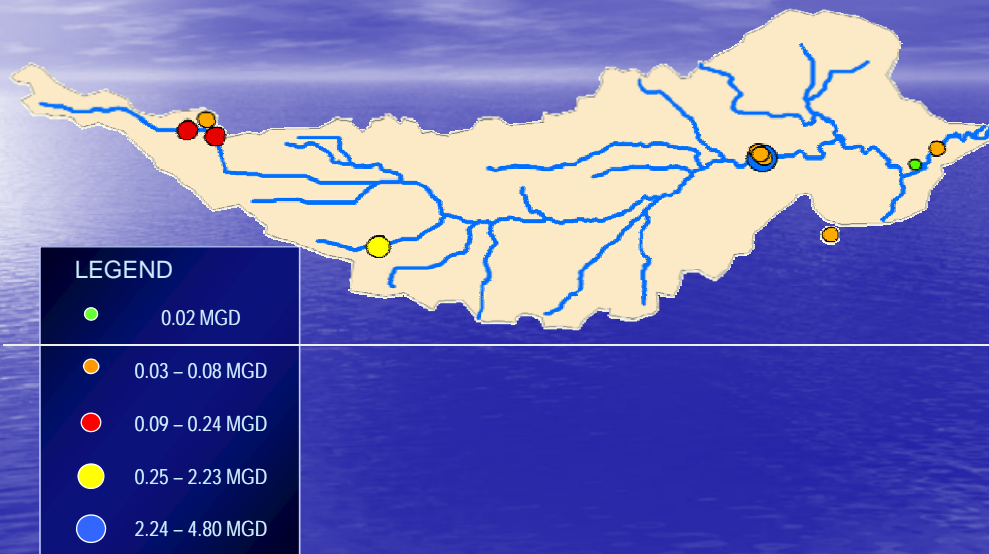 LEGEND
0.02 MGD
0.03 – 0.08 MGD
0.09 – 0.24 MGD
0.25 – 2.23 MGD
2.24 – 4.80 MGD